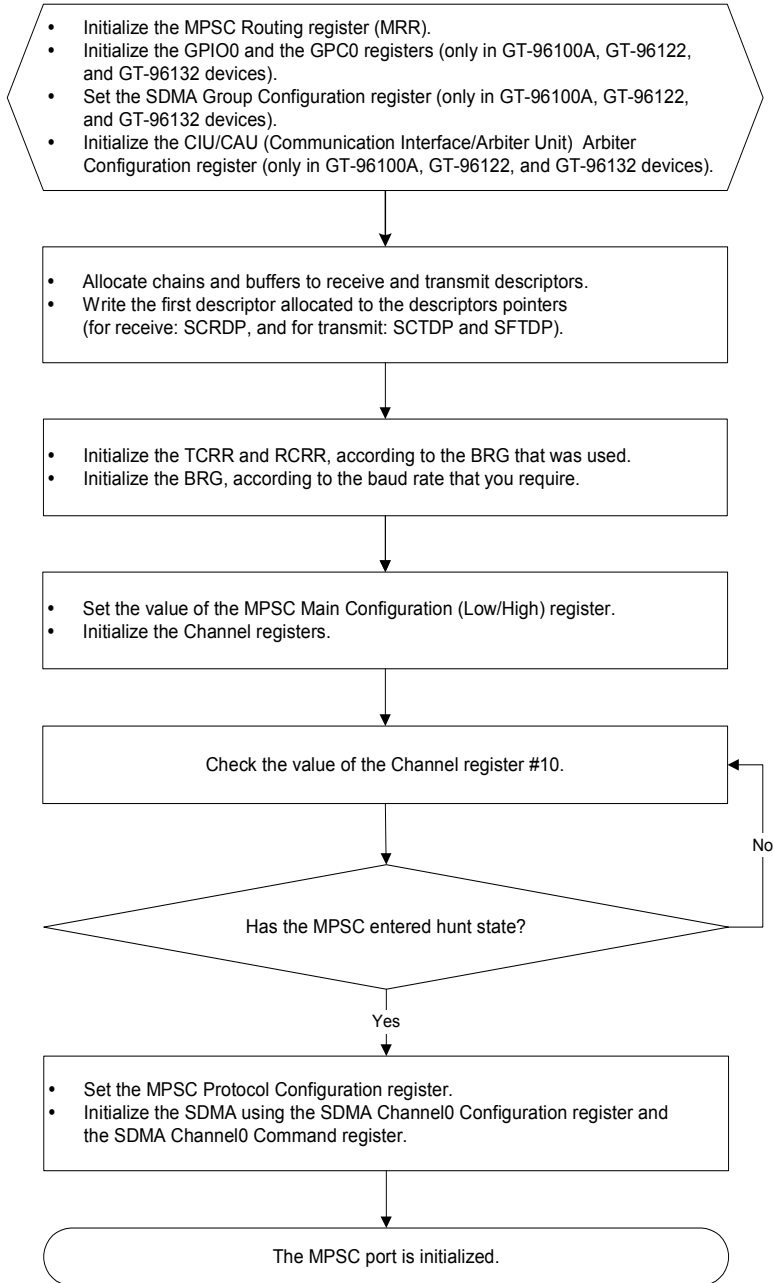 • Initialize the MPSC Routing register (MRR).
• Initialize the GPIO0 and the GPC0 registers (only in GT-96100A, GT-96122,
and GT-96132 devices).
• Set the SDMA Group Configuration register (only in GT-96100A, GT-96122,
and GT-96132 devices).
• Initialize the CIU/CAU (Communication Interface/Arbiter Unit) Arbiter
Configuration register (only in GT-96100A, GT-96122, and GT-96132 devices).
• Allocate chains and buffers to receive and transmit descriptors.
• Write the first descriptor allocated to the descriptors pointers
(for receive: SCRDP, and for transmit: SCTDP and SFTDP).
• Initialize the TCRR and RCRR, according to the BRG that was used.
• Initialize the BRG, according to the baud rate that you require.
• Set the value of the MPSC Main Configuration (Low/High) register.
• Initialize the Channel registers.
Check the value of the Channel register #10.
No
Has the MPSC entered hunt state?
Yes
• Set the MPSC Protocol Configuration register.
• Initialize the SDMA using the SDMA Channel0 Configuration register and
the SDMA Channel0 Command register.
The MPSC port is initialized.